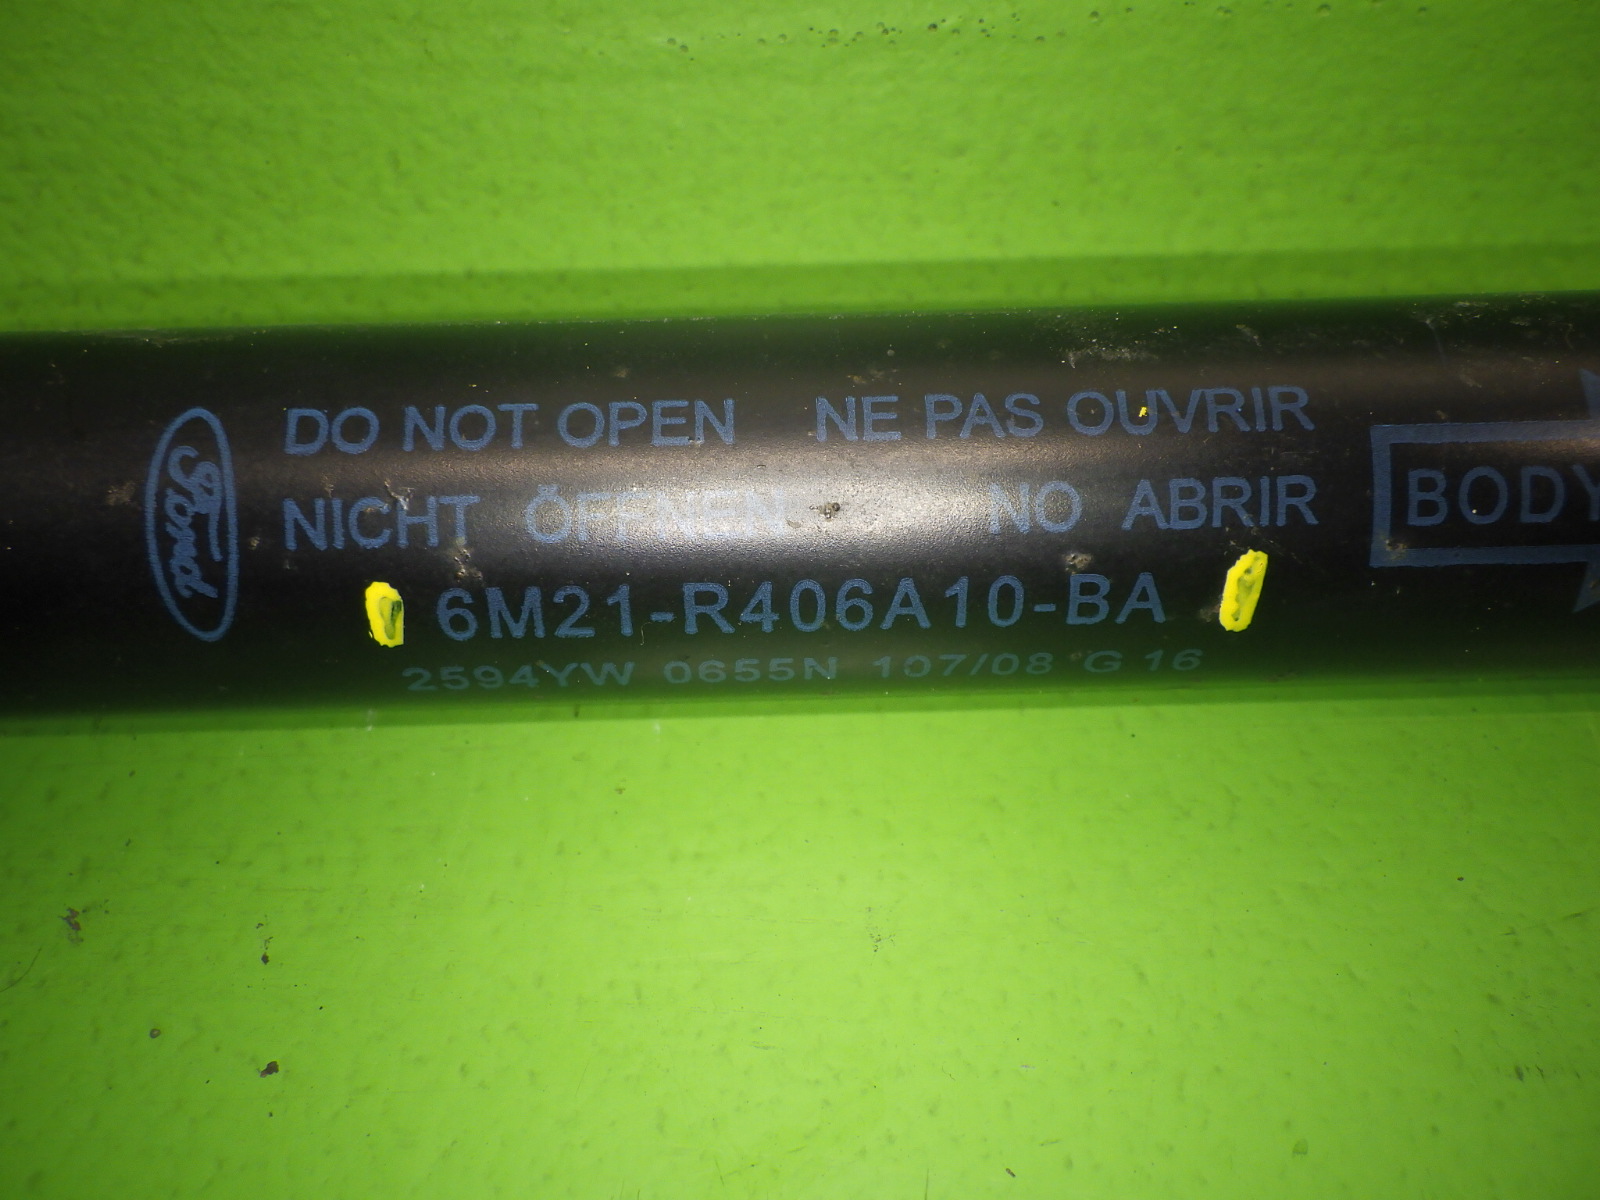 Ford
DO NOT OPEN NE PAS OUVRIR
NICHT ÖFFNEN NO ABRIR
BODY
6M21-R406A10-BA
2594YW 0655N 107/08 G 16